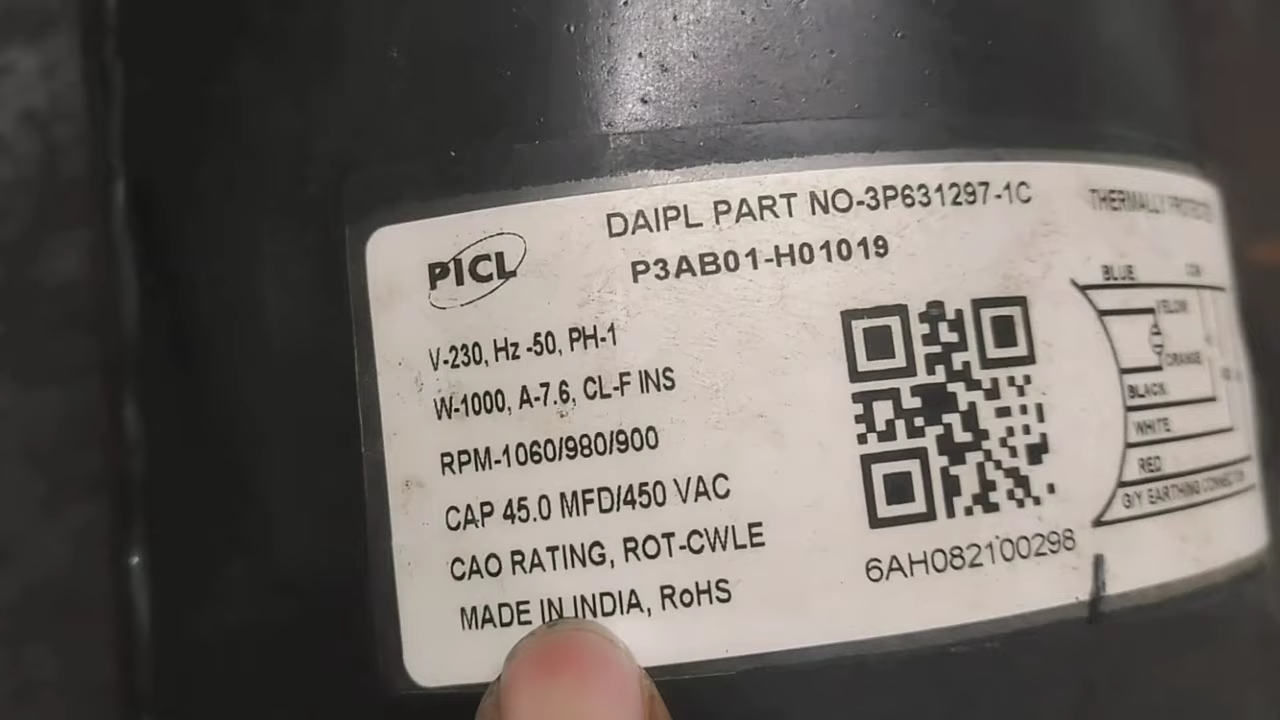 PICL
DAIPL PART NO-3P631297-1C
P3AB01-H01019
V-230, Hz -50, PH-1
W-1000, A-7.6, CL-F INS
RPM-1060/980/900
CAP 45.0 MFD/450 VAC
CAO RATING, ROT-CWLE
MADE IN INDIA, RoHS
6AH082100298
THERMALLY PROTECTED
BLUE
YELOW
ORANGE
BLACK
WHITE
RED
G/Y EARTHING